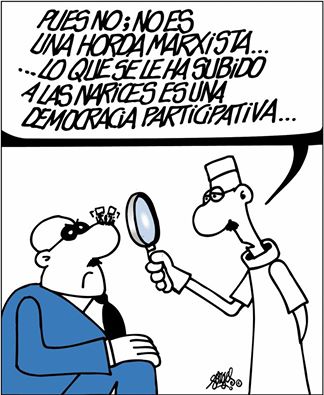 PUES NO; NO ES
UNA HORDA MARXISTA...
...LO QUE SE LE HA SUBIDO
A LAS NARICES ES UNA
DEMOCRACIA PARTICIPATIVA...